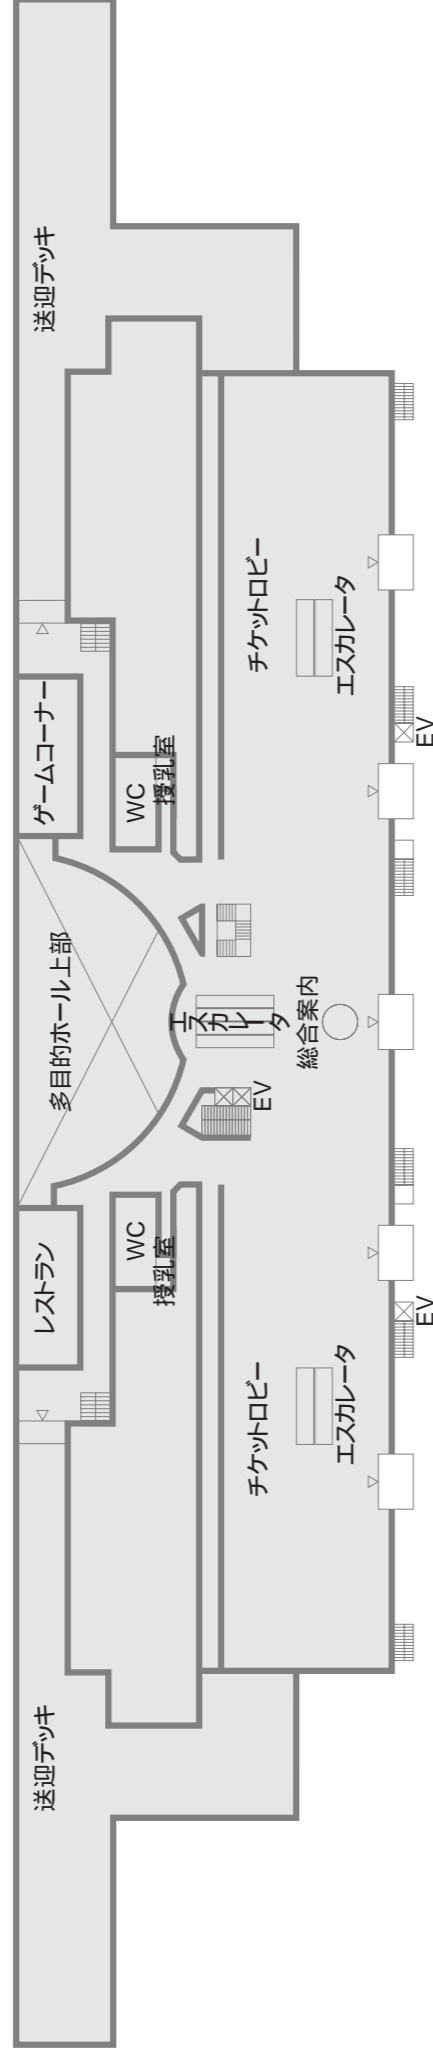 送迎デッキ
ゲームコーナー
多目的ホール上部
レストラン
送迎デッキ
WC
授乳室
WC
授乳室
エスカレータ
EV
チケットロビー
チケットロビー
総合案内
エスカレータ
エスカレータ
EV
EV